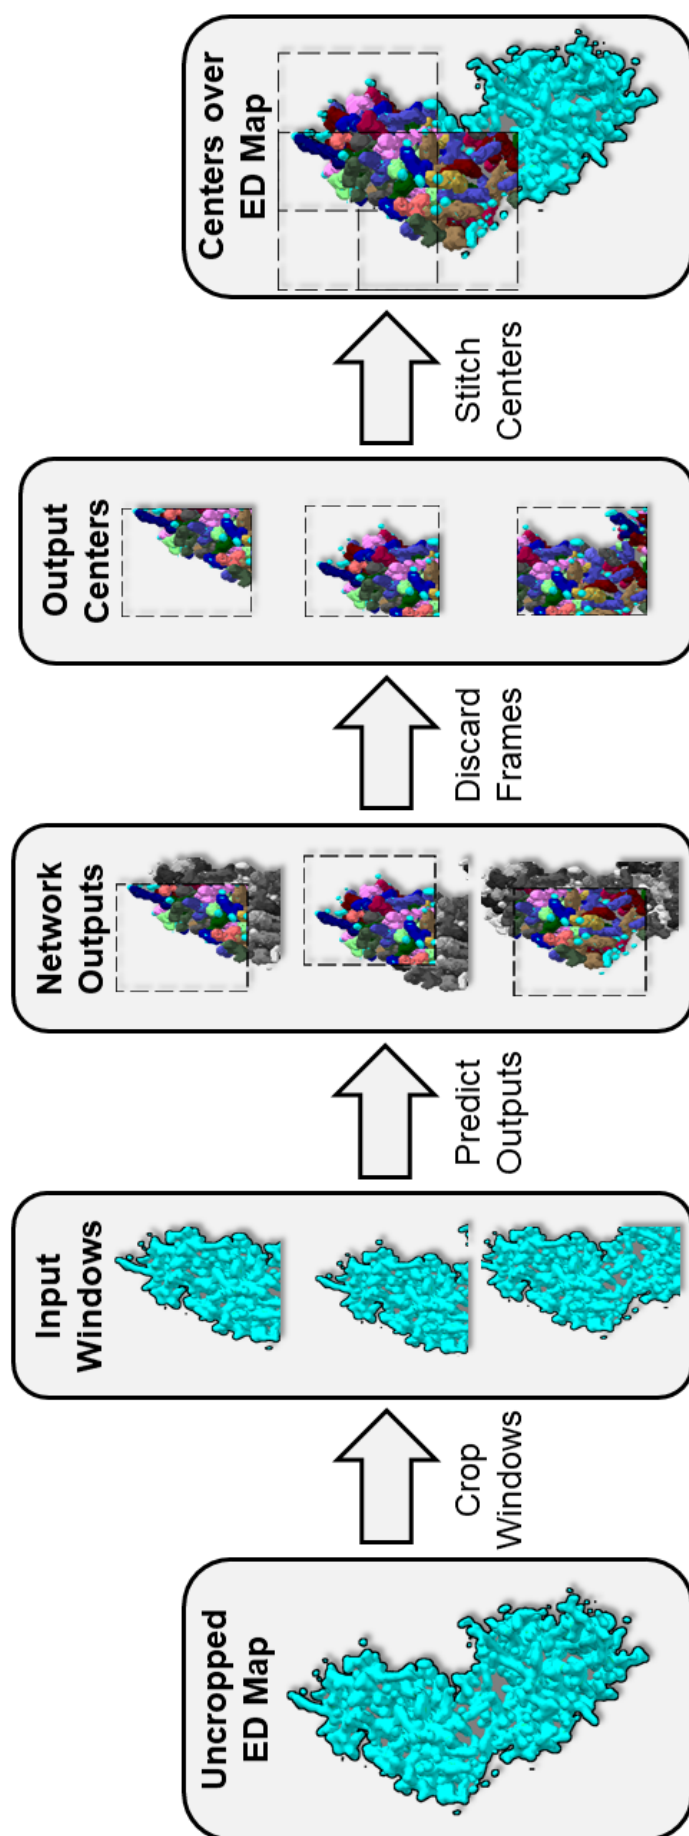 Uncropped
ED Map
Crop
Windows
Input
Windows
Predict
Outputs
Network
Outputs
Discard
Frames
Output
Centers
Stitch
Centers
Centers over
ED Map